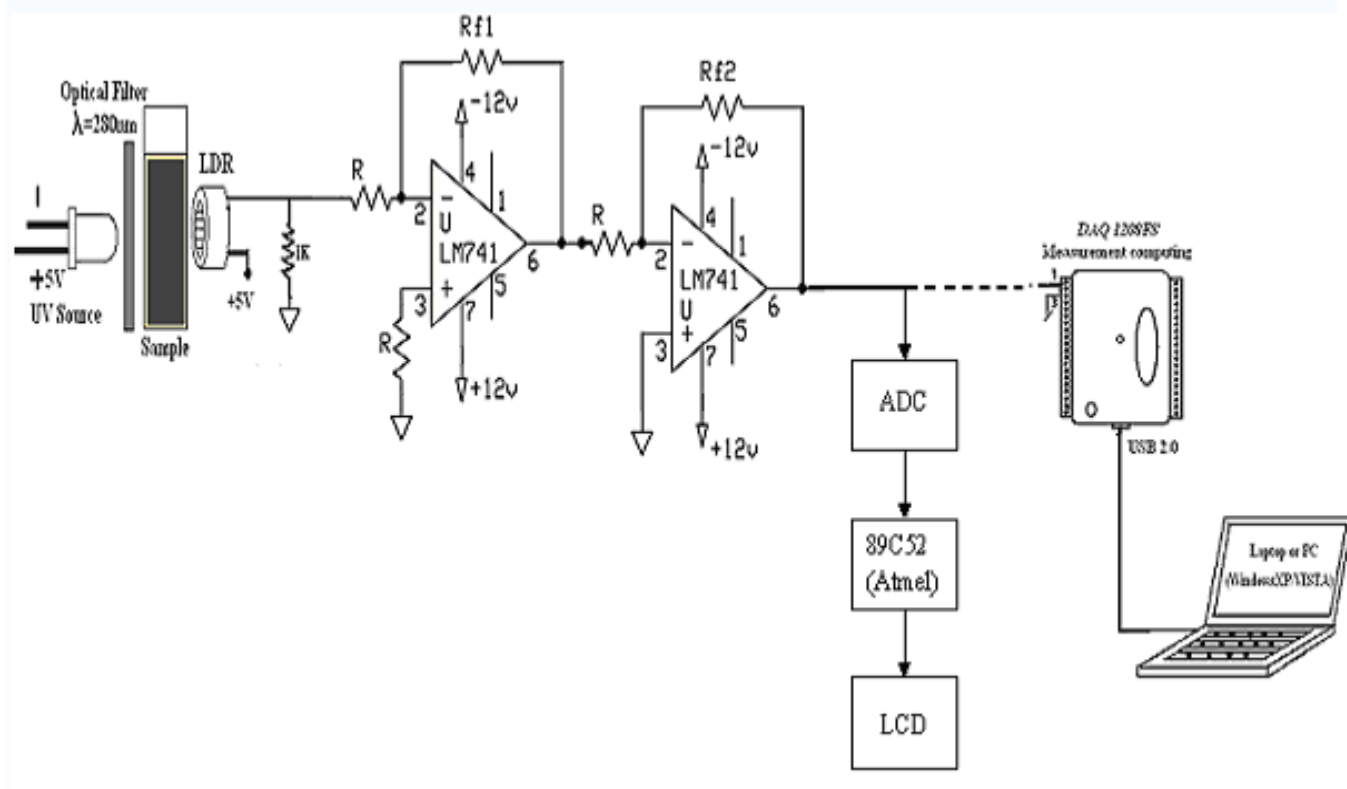 Optical Filter
λ=280nm
LDR
+5V
UV Source
Sample
+5V
1K
R
Rf1
-12v
4
2
1
U
LM741
6
3
5
7
+12v
R
R
Rf2
-12v
4
2
1
LM741
U
6
3
5
7
+12v
ADC
89C52
(Atmel)
LCD
DAQ 1208FS
Measurement computing
1
USB 2.0
Laptop or PC
(WindowsXP/VISTA)